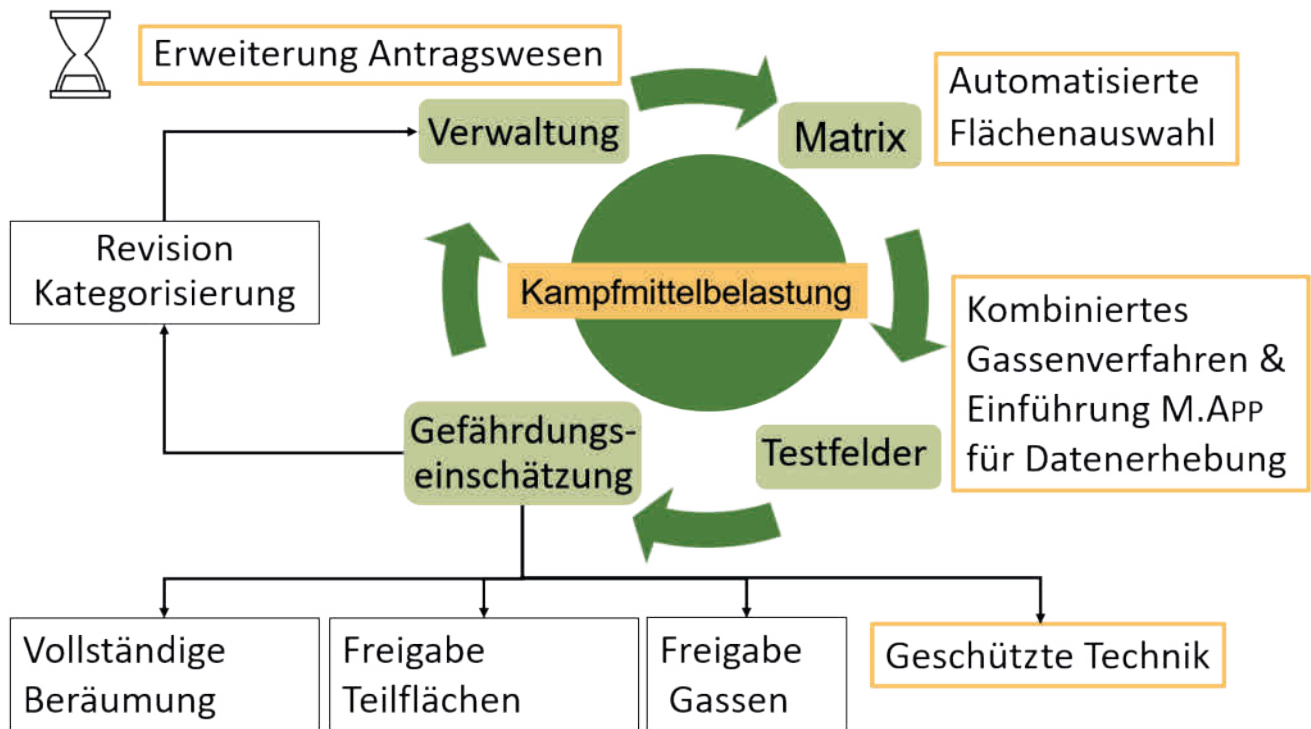 Erweiterung Antragswesen
Verwaltung
Matrix
Automatisierte
Flächenauswahl
Revision
Kategorisierung
Kampfmittelbelastung
Kombiniertes
Gassenverfahren &
Einführung M.APP
für Datenerhebung
Gefährdungs-
einschätzung
Testfelder
Vollständige
Beräumung
Freigabe
Teilflächen
Freigabe
Gassen
Geschützte Technik